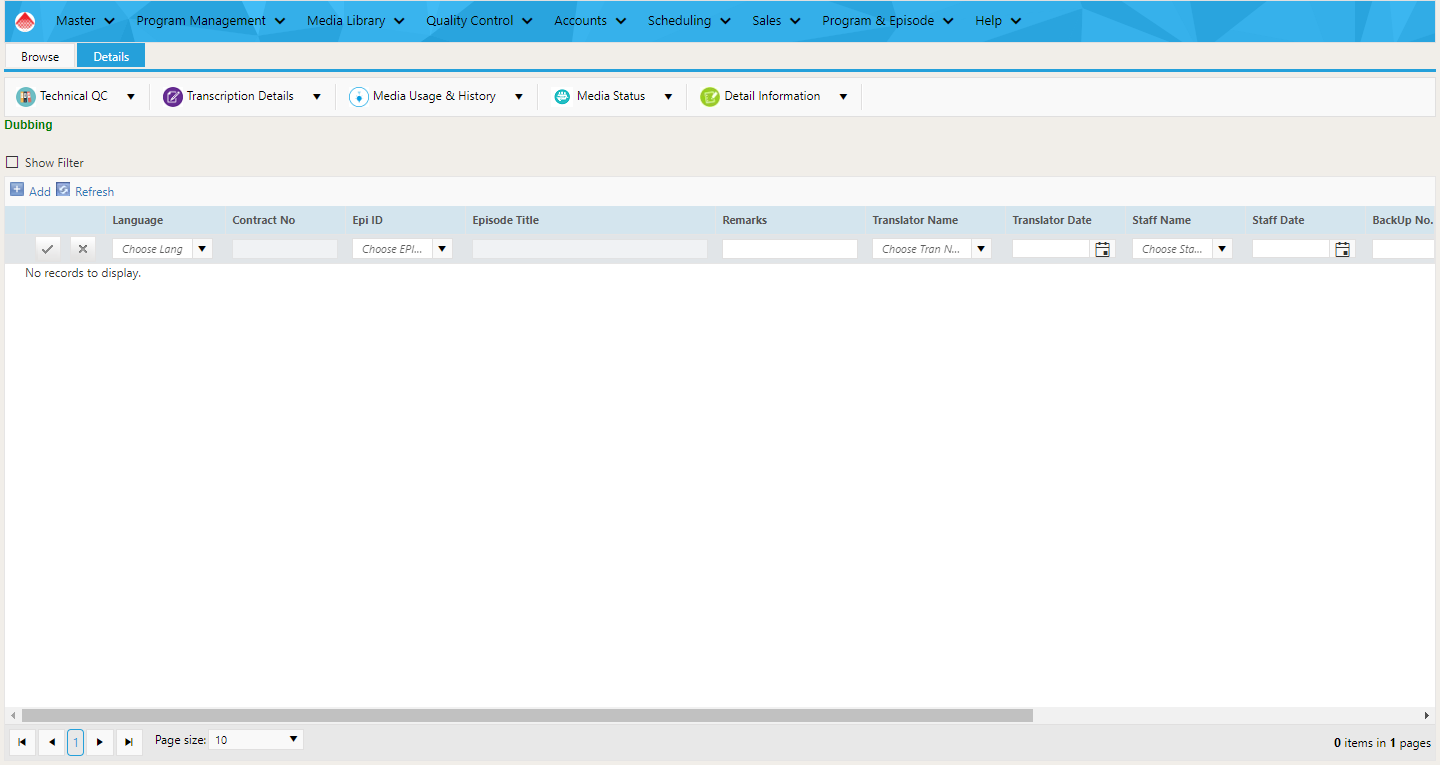 Master Program Management Media Library Quality Control Accounts Scheduling Sales Program & Episode Help
Browse Details
Technical QC Transcription Details Media Usage & History Media Status Detail Information
Dubbing
Show Filter
Add Refresh
Language Contract No Epi ID Episode Title Remarks Translator Name Translator Date Staff Name Staff Date BackUp No.
Choose Lang Choose EPI... Choose Tran N... Choose Sta...
No records to display.
1 Page size: 10 0 items in 1 pages